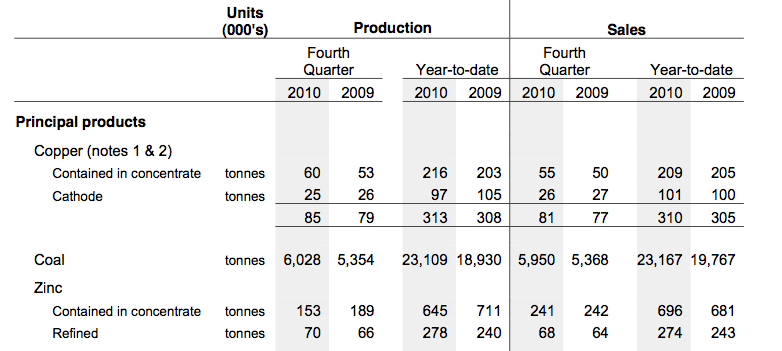 Units
(000's) Production Sales
Fourth Fourth
Quarter Year-to-date Quarter Year-to-date
2010 2009 2010 2009 2010 2009 2010 2009
Principal products
Copper (notes 1 & 2)
Contained in concentrate tonnes 60 53 216 203 55 50 209 205
Cathode tonnes 25 26 97 105 26 27 101 100
85 79 313 308 81 77 310 305
Coal tonnes 6,028 5,354 23,109 18,930 5,950 5,368 23,167 19,767
Zinc
Contained in concentrate tonnes 153 189 645 711 241 242 696 681
Refined tonnes 70 66 278 240 68 64 274 243